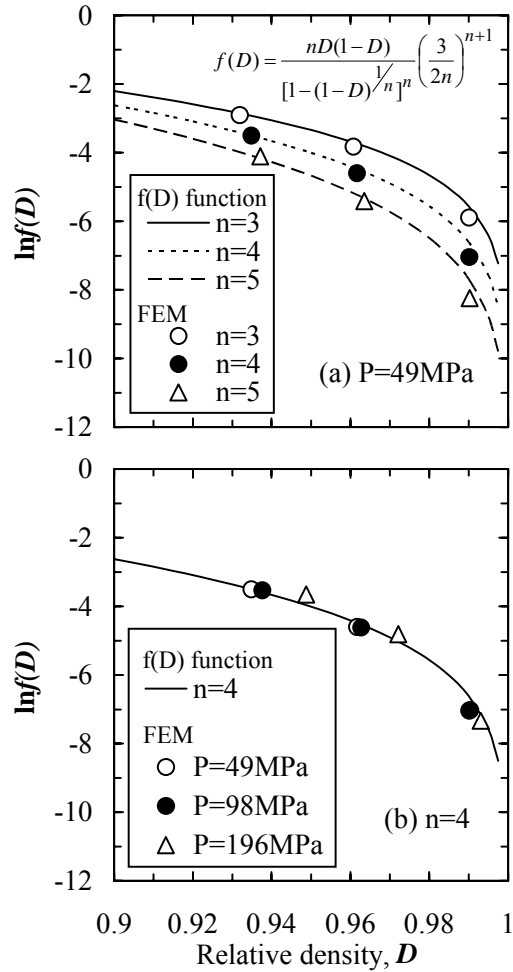 (a)
f(D) = nD(1−D) / [1−(1−D)^{1/n}]^n (3/2n)^{n+1}
0
-2
-4
-6
-8
-10
-12
lnf(D)
f(D) function
n=3
n=4
n=5
FEM
n=3
n=4
n=5
(a) P=49MPa
0
-2
-4
-6
-8
-10
-12
lnf(D)
f(D) function
n=4
FEM
P=49MPa
P=98MPa
P=196MPa
(b) n=4
0.9 0.92 0.94 0.96 0.98 1
Relative density, D